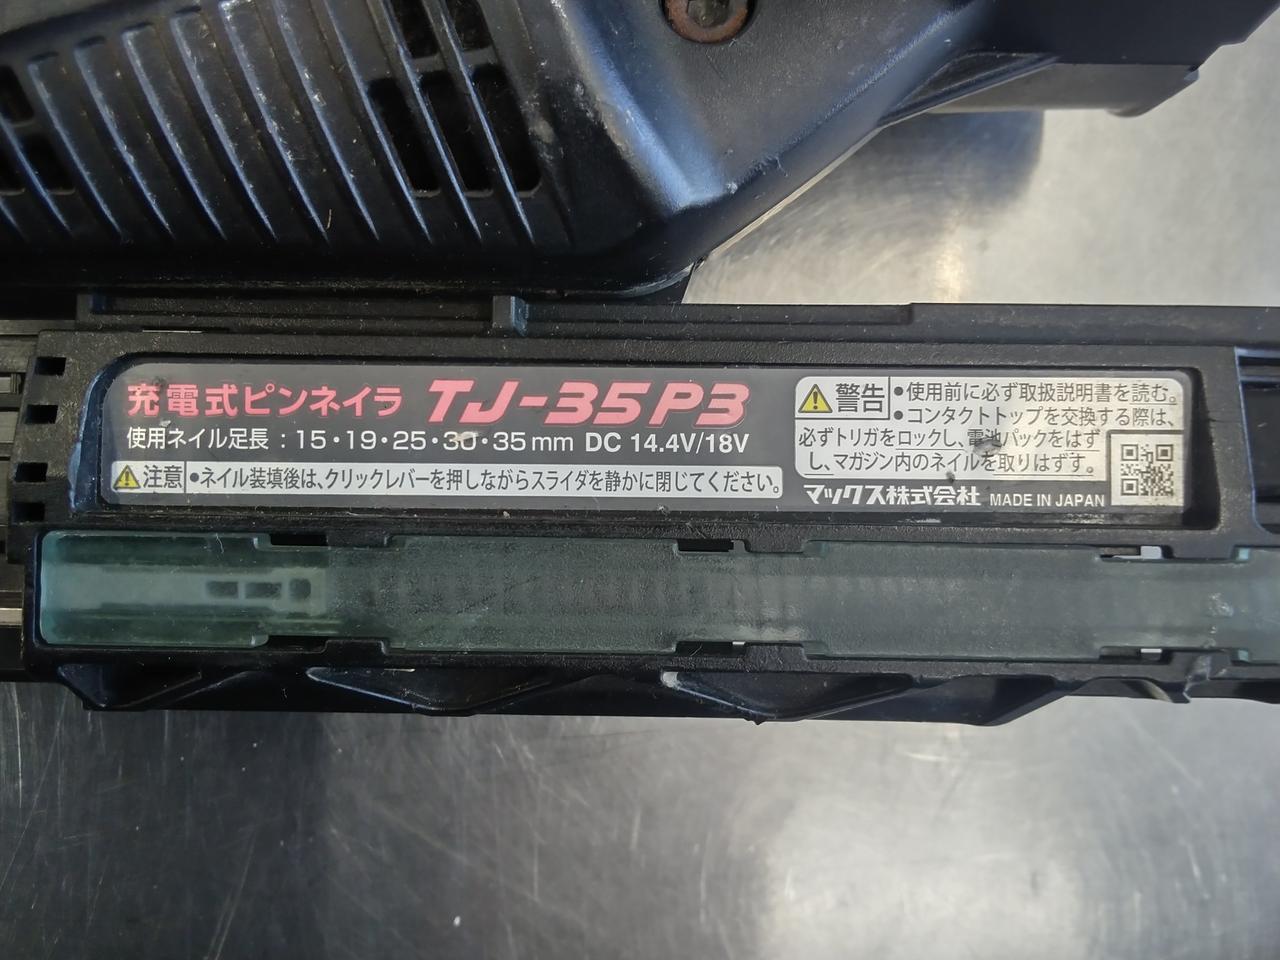 充電式ピンネイラ TJ-35P3
使用ネイル足長：15・19・25・30・35mm DC 14.4V/18V
注意 •ネイル装填後は、クリックレバーを押しながらスライダを静かに閉じてください。
警告 •使用前に必ず取扱説明書を読む。
•コンタクトトップを交換する際は、
必ずトリガをロックし、電池パックをはず
し、マガジン内のネイルを取りはずす。
マックス株式会社 MADE IN JAPAN